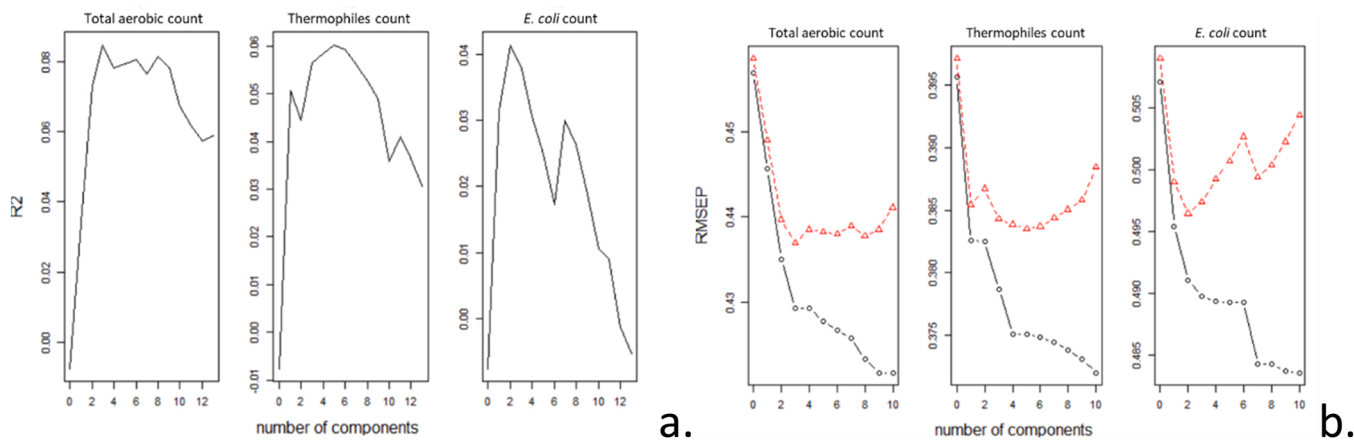 Total aerobic count
Thermophiles count
E. coli count
R2
0.00 0.02 0.04 0.06 0.08
0 2 4 6 8 10 12
-0.01 0.00 0.01 0.02 0.03 0.04 0.05 0.06
0 2 4 6 8 10 12
0.00 0.01 0.02 0.03 0.04
0 2 4 6 8 10 12
number of components
a.
Total aerobic count
Thermophiles count
E. coli count
RMSEP
0.43 0.44 0.45
0 2 4 6 8 10
0.375 0.380 0.385 0.390 0.395
0 2 4 6 8 10
0.485 0.490 0.495 0.500 0.505
0 2 4 6 8 10
number of components
b.